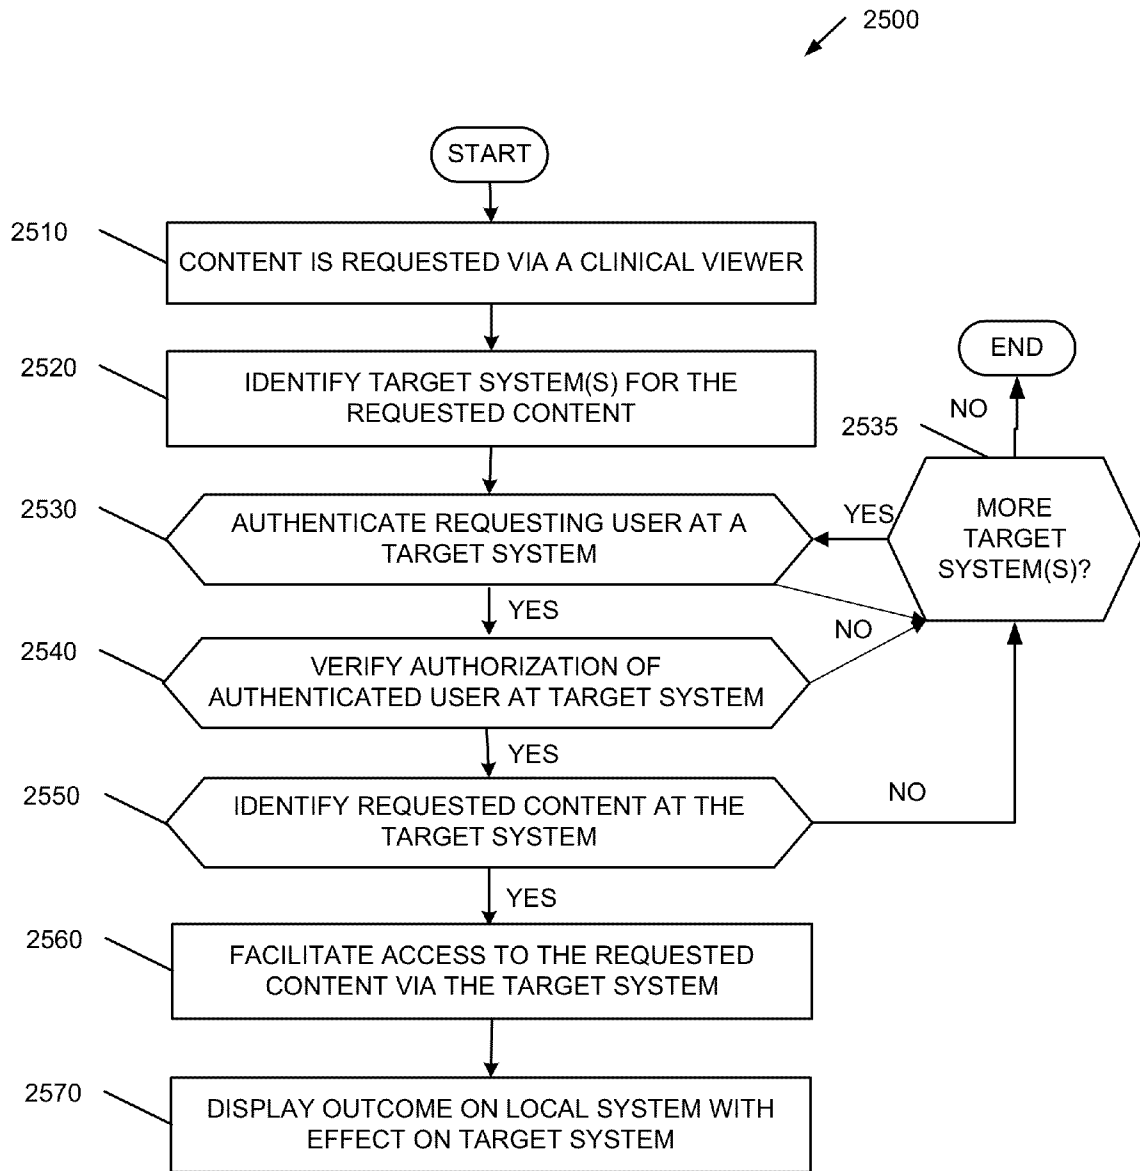 2500
START
2510
CONTENT IS REQUESTED VIA A CLINICAL VIEWER
2520
IDENTIFY TARGET SYSTEM(S) FOR THE
REQUESTED CONTENT
END
NO
2535
MORE
TARGET
SYSTEM(S)?
YES
2530
AUTHENTICATE REQUESTING USER AT A
TARGET SYSTEM
YES
NO
2540
VERIFY AUTHORIZATION OF
AUTHENTICATED USER AT TARGET SYSTEM
YES
2550
IDENTIFY REQUESTED CONTENT AT THE
TARGET SYSTEM
NO
YES
2560
FACILITATE ACCESS TO THE REQUESTED
CONTENT VIA THE TARGET SYSTEM
2570
DISPLAY OUTCOME ON LOCAL SYSTEM WITH
EFFECT ON TARGET SYSTEM